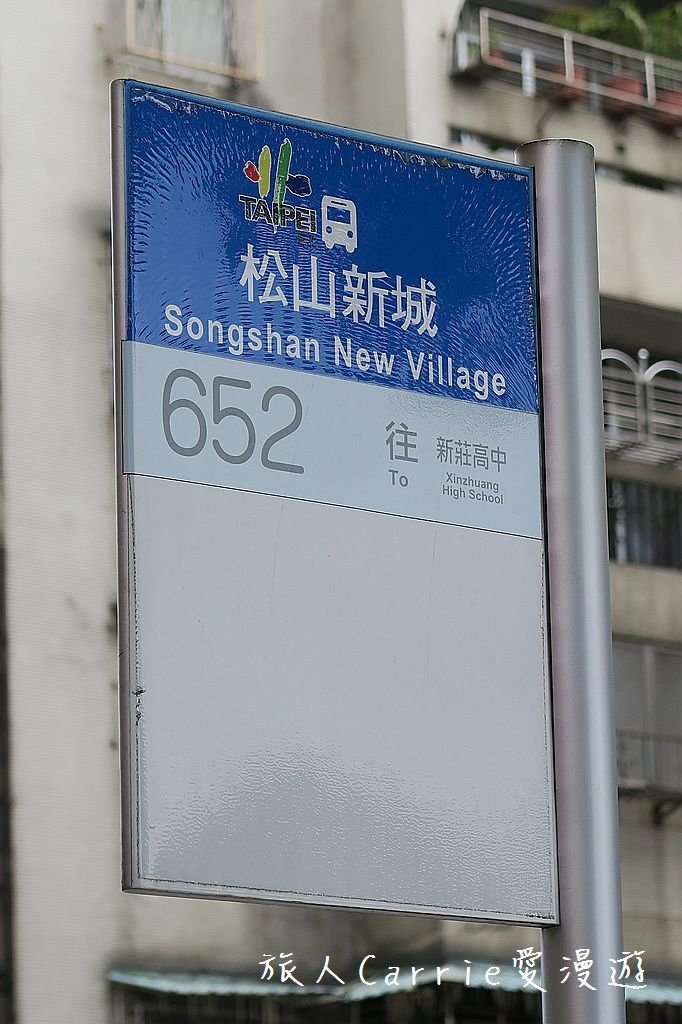 TAIPEI
松山新城
Songshan New Village
652 往 新莊高中
To Xinzhuang
High School
旅人Carrie愛漫遊